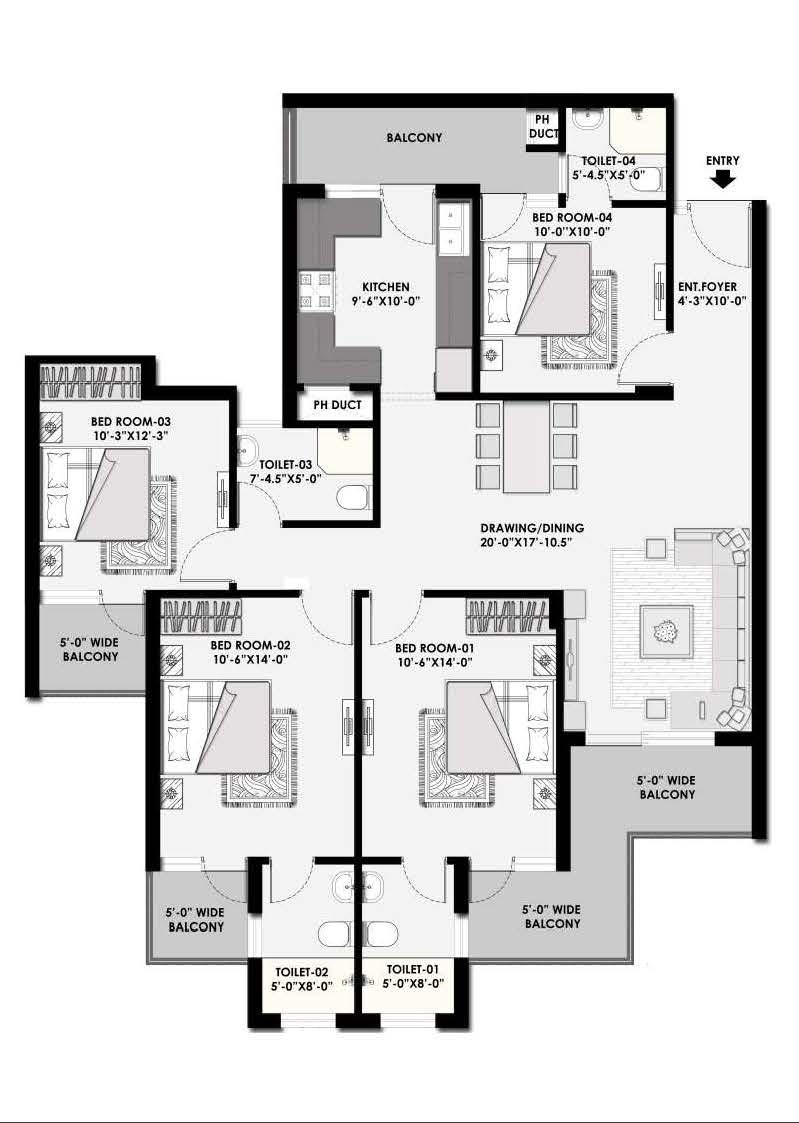 BALCONY
PH
DUCT
TOILET-04
5'-4.5"X5'-0"
ENTRY
BED ROOM-04
10'-0"X10'-0"
KITCHEN
9'-6"X10'-0"
ENT.FOYER
4'-3"X10'-0"
PH DUCT
BED ROOM-03
10'-3"X12'-3"
TOILET-03
7'-4.5"X5'-0"
DRAWING/DINING
20'-0"X17'-10.5"
5'-0" WIDE
BALCONY
BED ROOM-02
10'-6"X14'-0"
BED ROOM-01
10'-6"X14'-0"
5'-0" WIDE
BALCONY
5'-0" WIDE
BALCONY
5'-0" WIDE
BALCONY
TOILET-02
5'-0"X8'-0"
TOILET-01
5'-0"X8'-0"